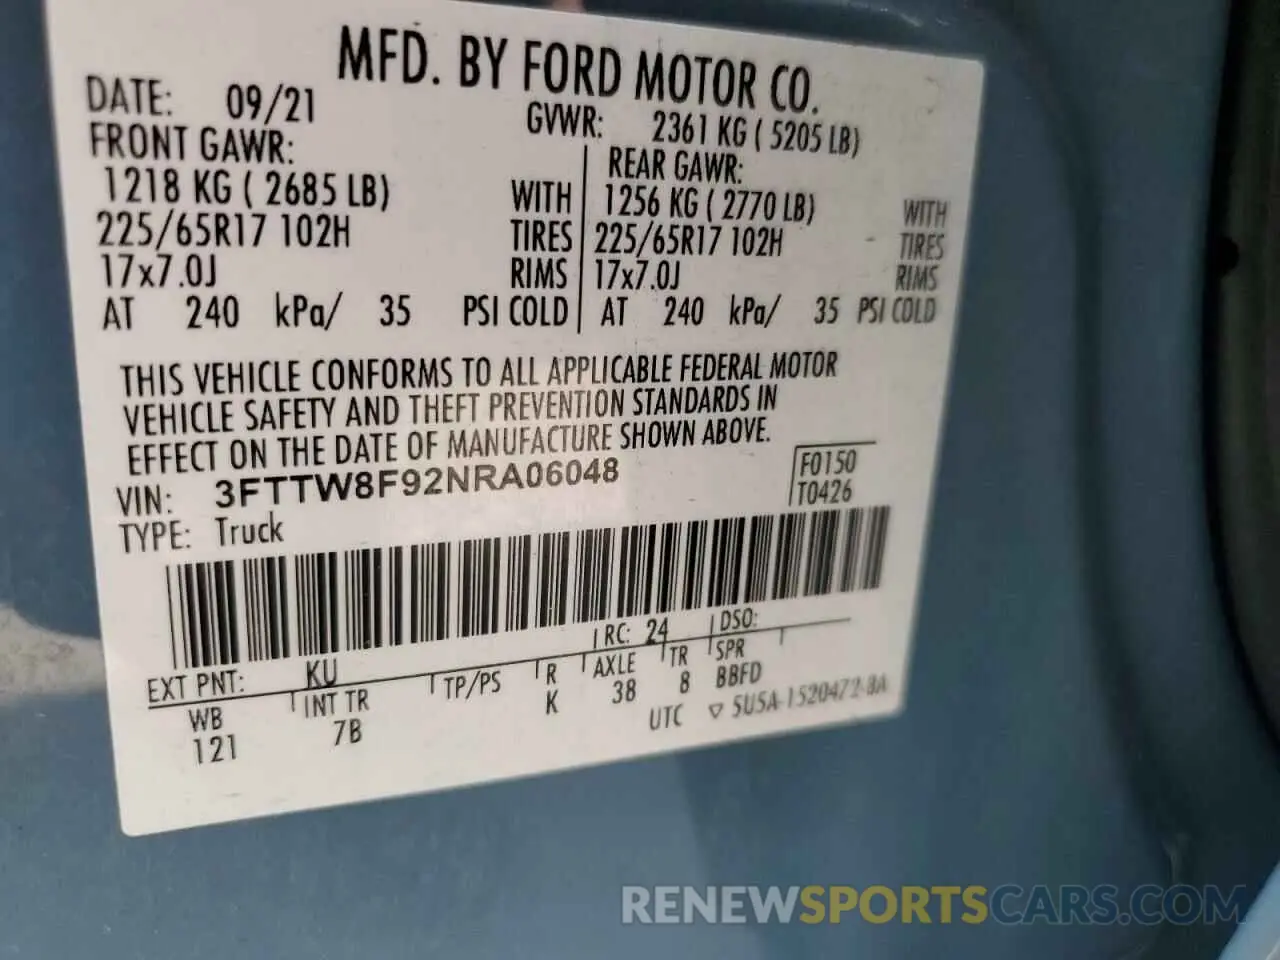 MFD. BY FORD MOTOR CO.
DATE: 09/21 GVWR: 2361 KG ( 5205 LB)
FRONT GAWR: REAR GAWR:
1218 KG ( 2685 LB) WITH 1256 KG ( 2770 LB) WITH
225/65R17 102H TIRES 225/65R17 102H TIRES
17x7.0J RIMS 17x7.0J RIMS
AT 240 kPa/ 35 PSI COLD AT 240 kPa/ 35 PSI COLD
THIS VEHICLE CONFORMS TO ALL APPLICABLE FEDERAL MOTOR
VEHICLE SAFETY AND THEFT PREVENTION STANDARDS IN
EFFECT ON THE DATE OF MANUFACTURE SHOWN ABOVE.
VIN: 3FTTW8F92NRA06048 F0150
TYPE: Truck T0426
EXT PNT: KU RC: 24 DSO:
WB INT TR TP/PS R AXLE TR SPR
121 7B K 38 8 BBFD
UTC ▽ 5U5A-1520472-BA
RENEWSPORTSCARS.COM